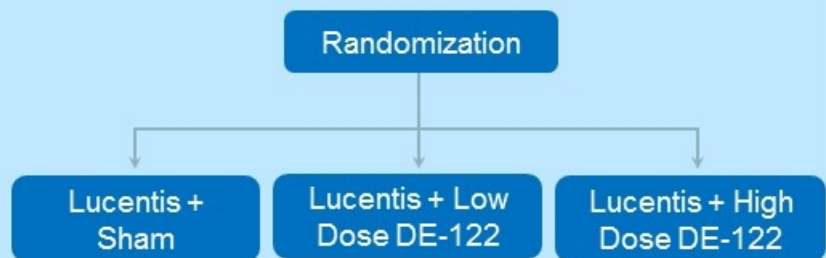 Randomization
Lucentis +
Sham
Lucentis + Low
Dose DE-122
Lucentis + High
Dose DE-122